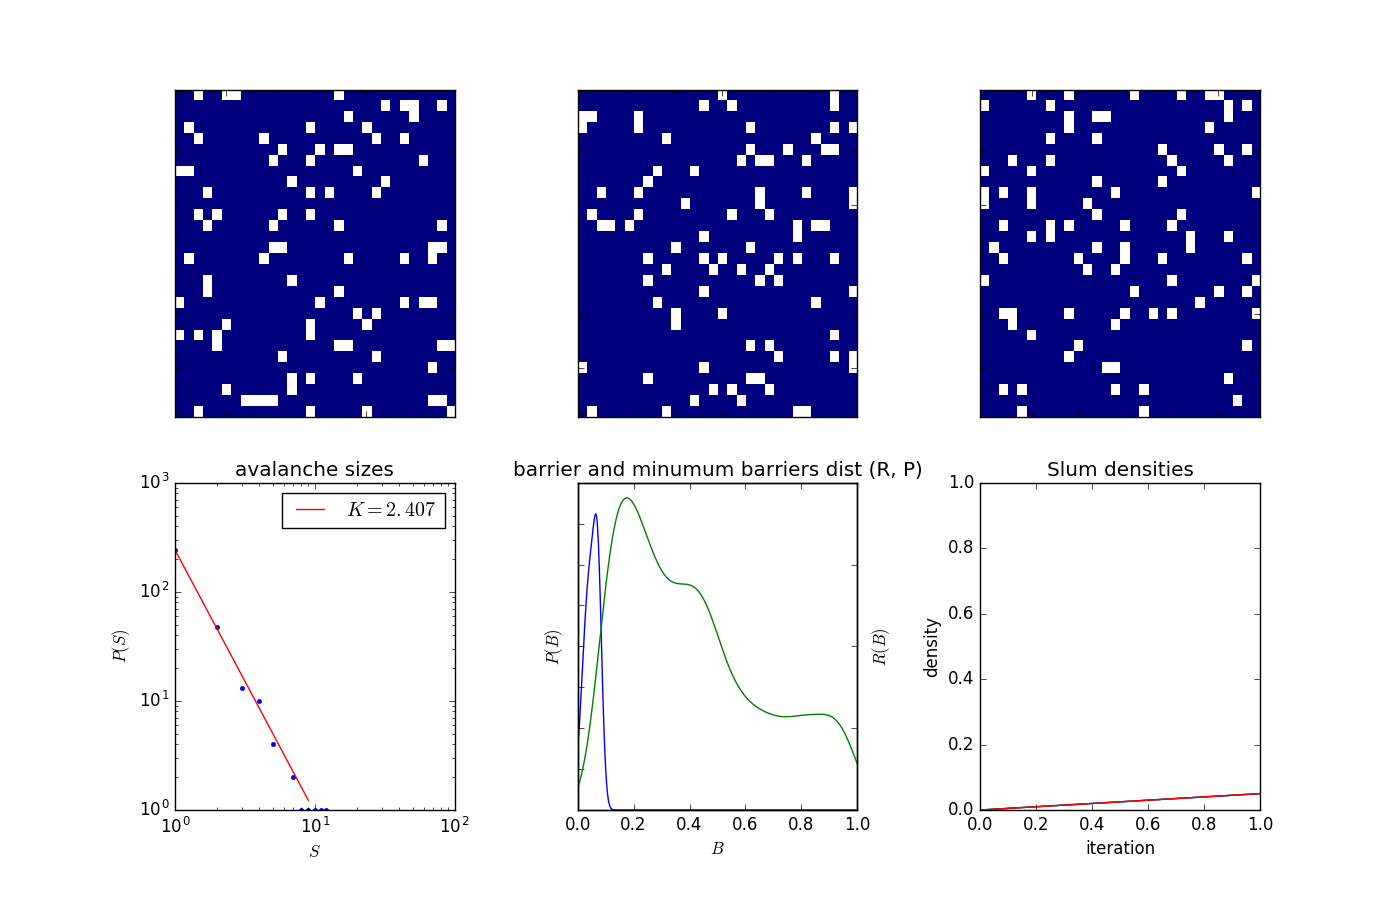 avalanche sizes
barrier and minumum barriers dist (R, P)
Slum densities
10^3
10^2
10^1
10^0
P(S)
K = 2.407
10^0
10^1
10^2
S
P(B)
R(B)
0.0
0.2
0.4
0.6
0.8
1.0
B
1.0
0.8
0.6
0.4
0.2
0.0
density
0.0
0.2
0.4
0.6
0.8
1.0
iteration